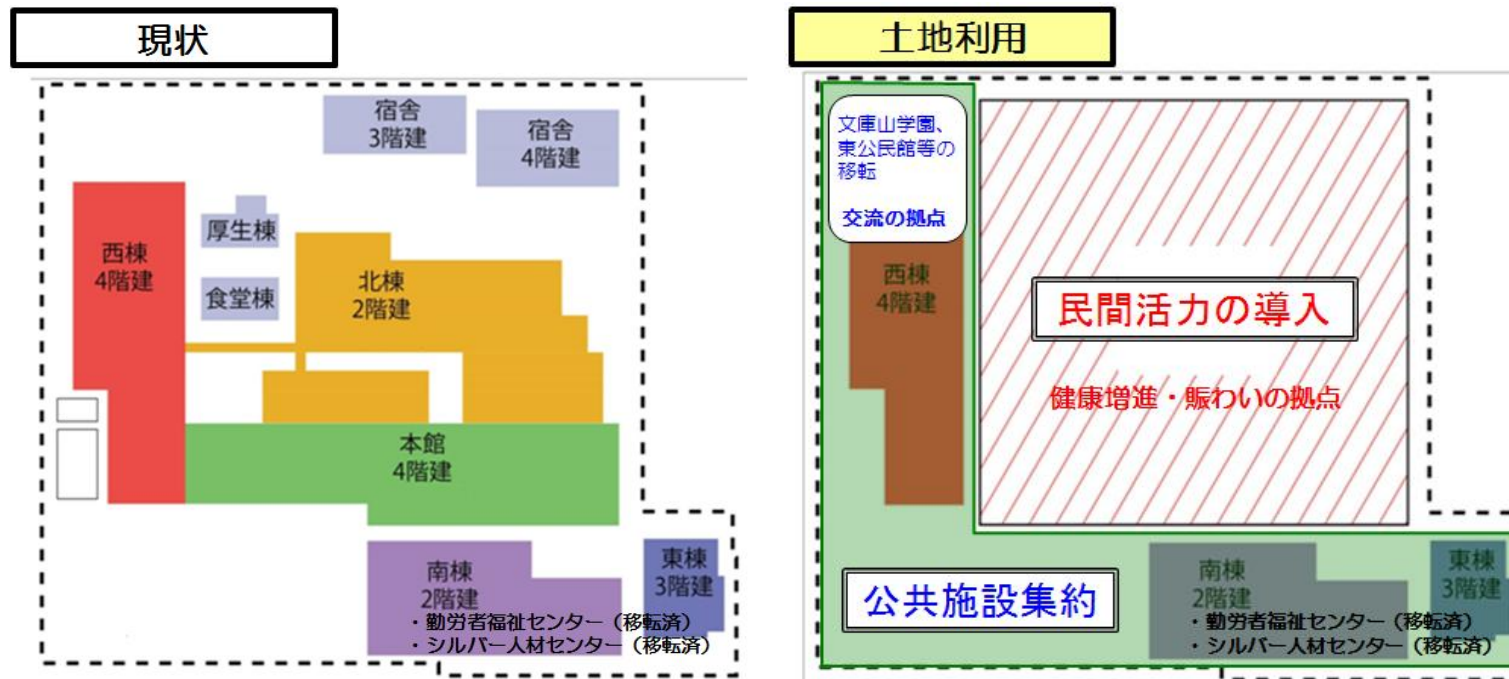 現状
宿舎
3階建
宿舎
4階建
厚生棟
西棟
4階建
食堂棟
北棟
2階建
本館
4階建
南棟
2階建
・勤労者福祉センター（移転済）
・シルバー人材センター（移転済）
東棟
3階建
土地利用
文庫山学園、
東公民館等の
移転
交流の拠点
西棟
4階建
民間活力の導入
健康増進・賑わいの拠点
公共施設集約
南棟
2階建
・勤労者福祉センター（移転済）
・シルバー人材センター（移転済）
東棟
3階建